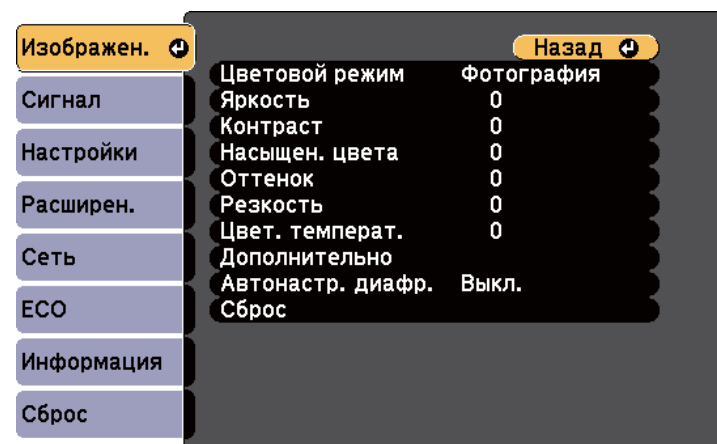 Изображен.
Сигнал
Настройки
Расширен.
Сеть
ECO
Информация
Сброс
Назад
Цветовой режим Фотография
Яркость 0
Контраст 0
Насыщен. цвета 0
Оттенок 0
Резкость 0
Цвет. температ. 0
Дополнительно
Автонастр. диафр. Выкл.
Сброс